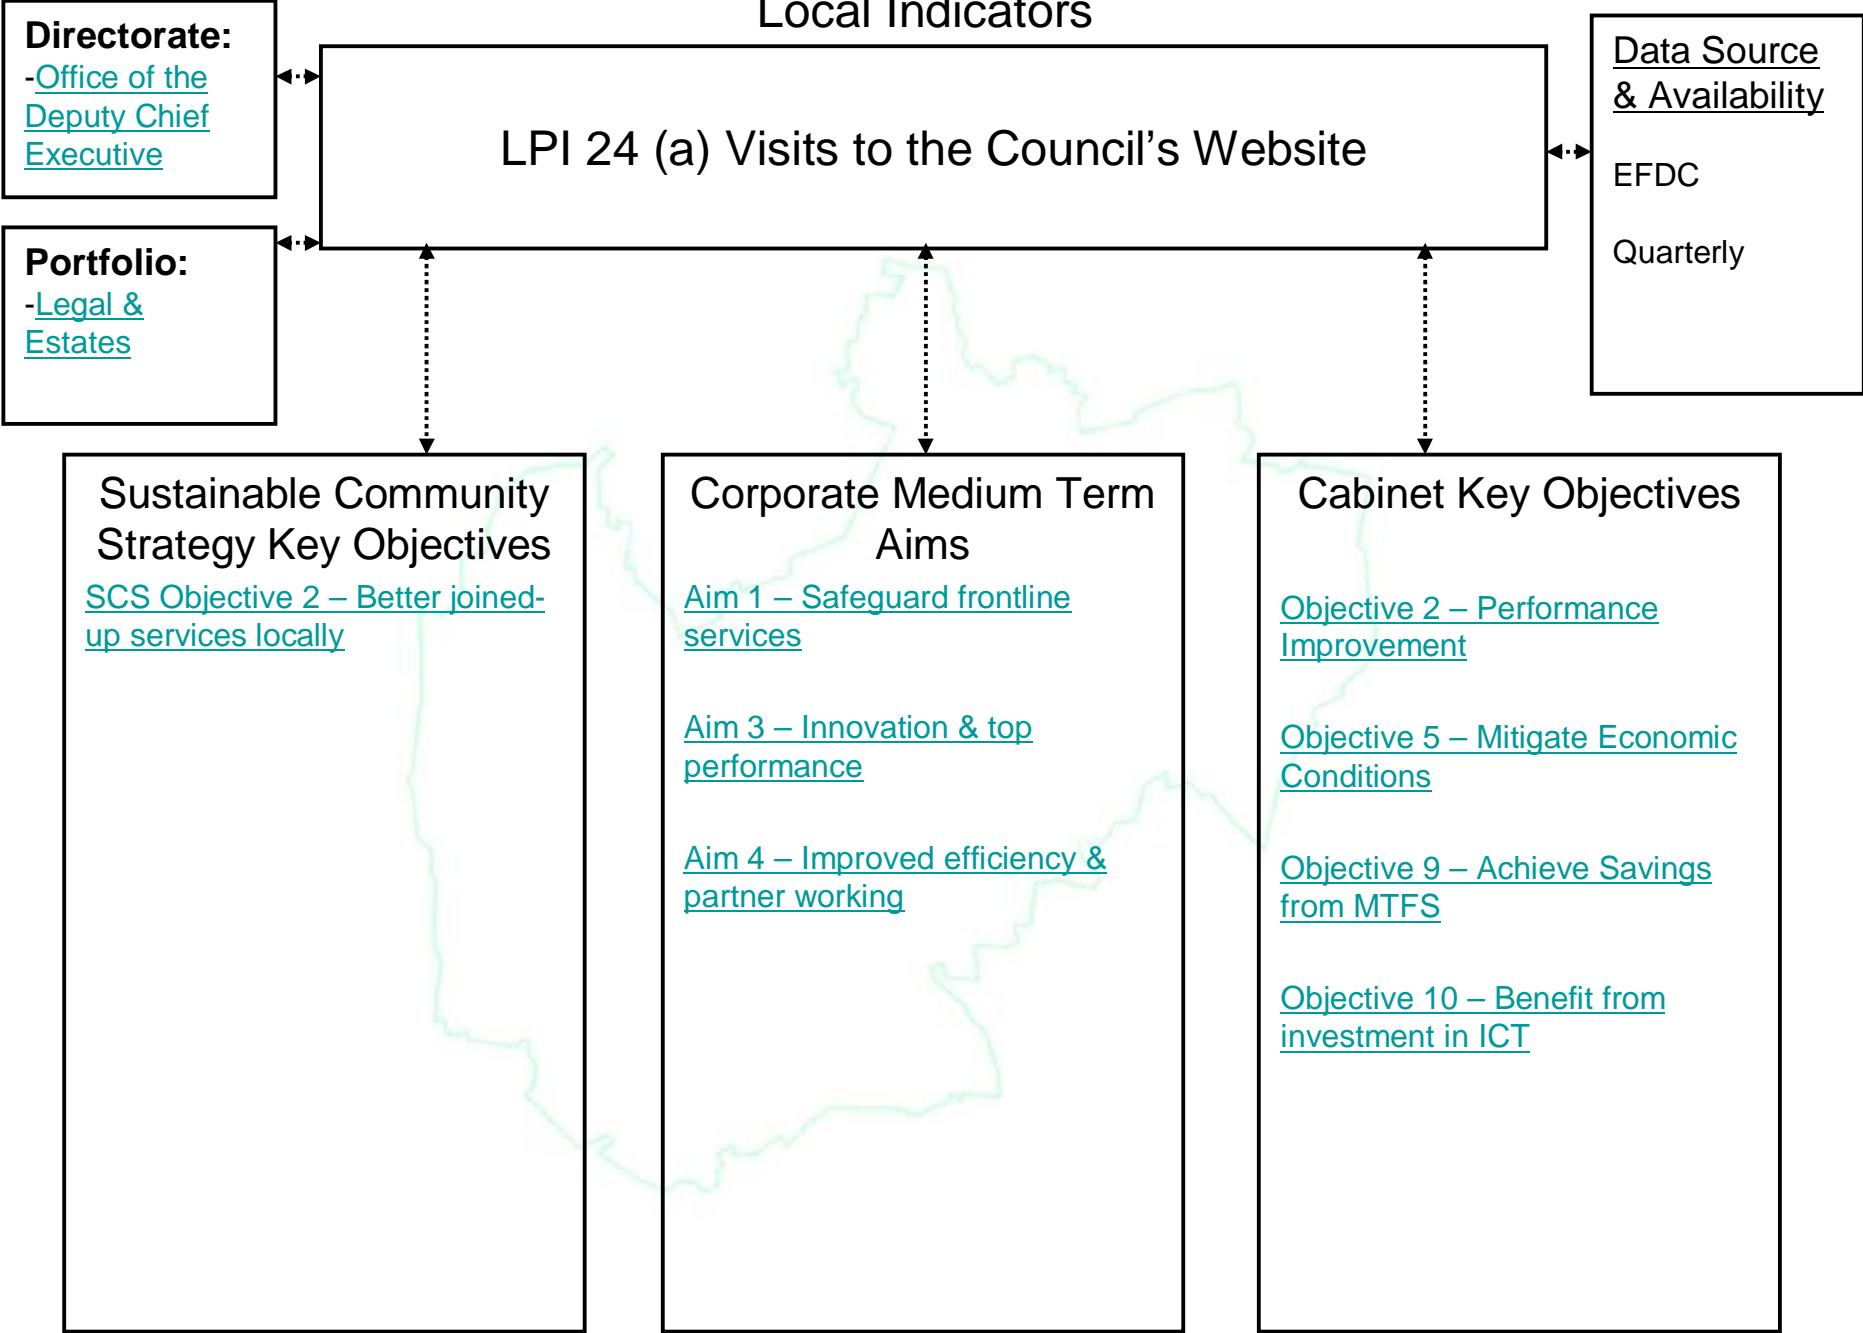 Local Indicators
Directorate:
-Office of the
Deputy Chief
Executive
LPI 24 (a) Visits to the Council’s Website
Data Source
& Availability
EFDC
Quarterly
Portfolio:
-Legal &
Estates
Sustainable Community
Strategy Key Objectives
SCS Objective 2 – Better joined-
up services locally
Corporate Medium Term
Aims
Aim 1 – Safeguard frontline
services
Aim 3 – Innovation & top
performance
Aim 4 – Improved efficiency &
partner working
Cabinet Key Objectives
Objective 2 – Performance
Improvement
Objective 5 – Mitigate Economic
Conditions
Objective 9 – Achieve Savings
from MTFS
Objective 10 – Benefit from
investment in ICT